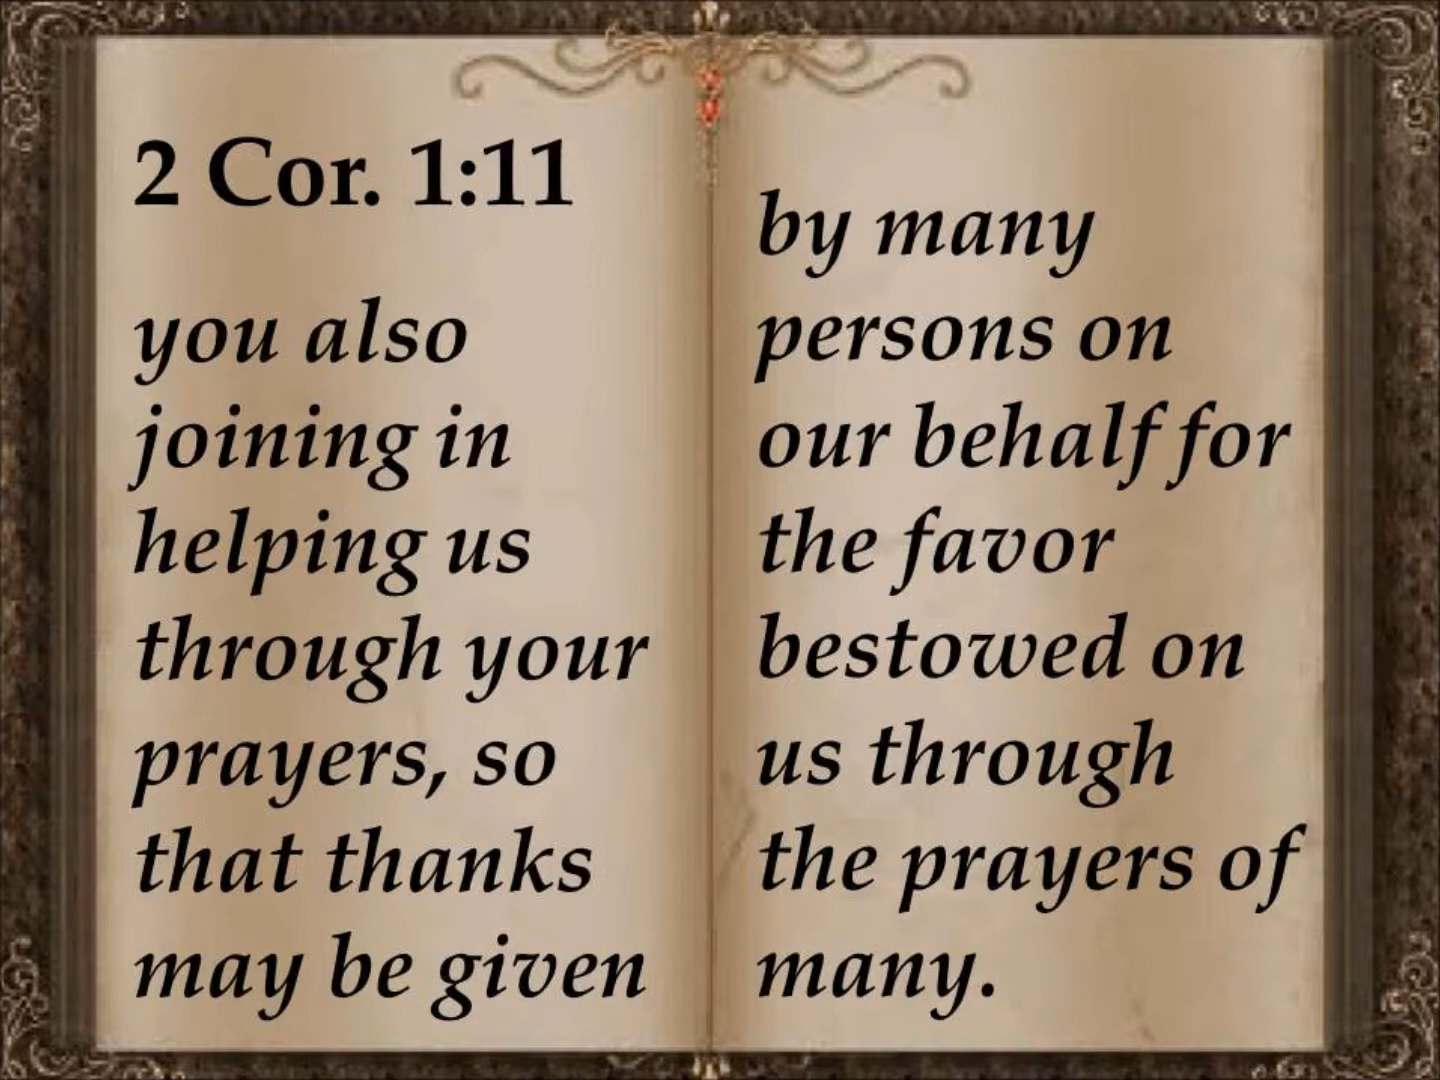 2 Cor. 1:11
you also
joining in
helping us
through your
prayers, so
that thanks
may be given
by many
persons on
our behalf for
the favor
bestowed on
us through
the prayers of
many.